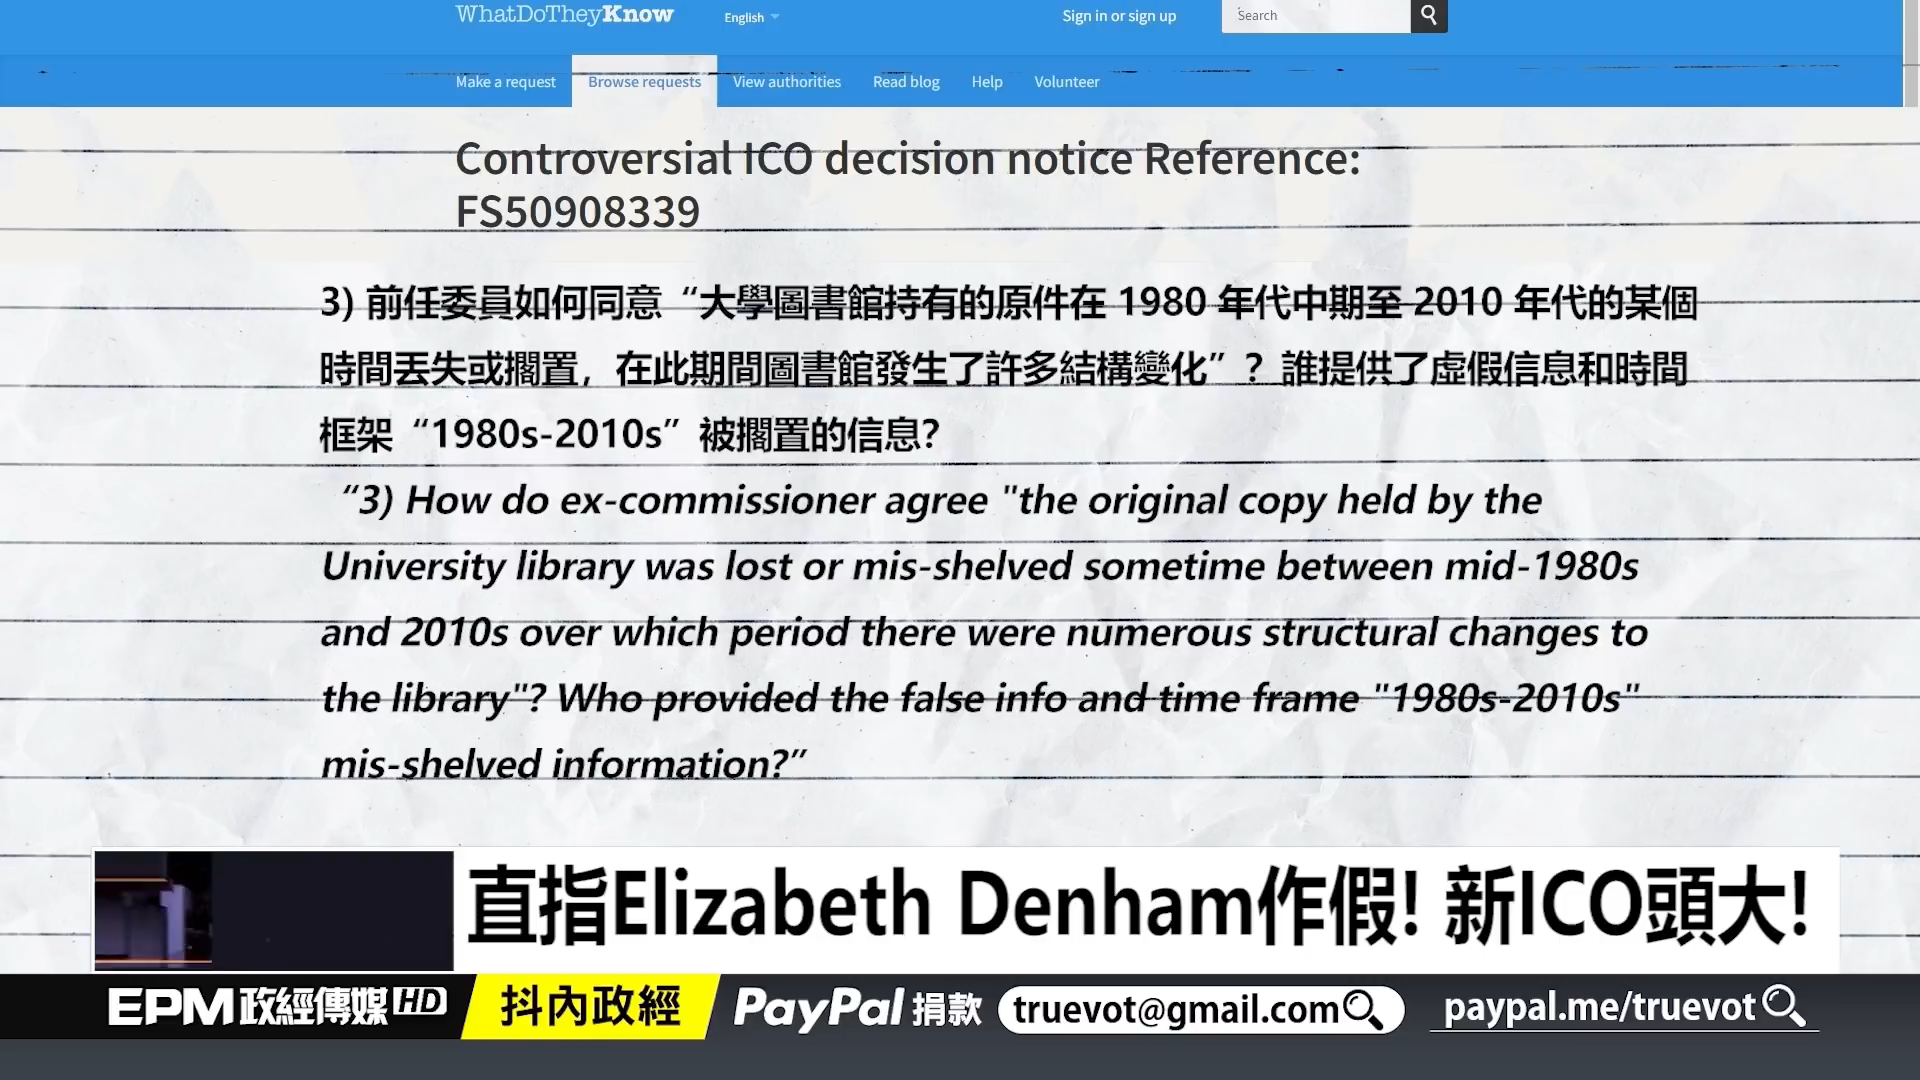 WhatDoTheyKnow English Sign in or sign up Search
Make a request Browse requests View authorities Read blog Help Volunteer
Controversial ICO decision notice Reference:
FS50908339
3) 前任委員如何同意“大學圖書館持有的原件在 1980 年代中期至 2010 年代的某個
時間丟失或擱置，在此期間圖書館發生了許多結構變化”？誰提供了虛假信息和時間
框架“1980s-2010s”被擱置的信息？
“3) How do ex-commissioner agree "the original copy held by the
University library was lost or mis-shelved sometime between mid-1980s
and 2010s over which period there were numerous structural changes to
the library"? Who provided the false info and time frame "1980s-2010s"
mis-shelved information?”
直指Elizabeth Denham作假! 新ICO頭大!
EPM政經傳媒HD 抖內政經 PayPal 捐款 truevot@gmail.com paypal.me/truevot